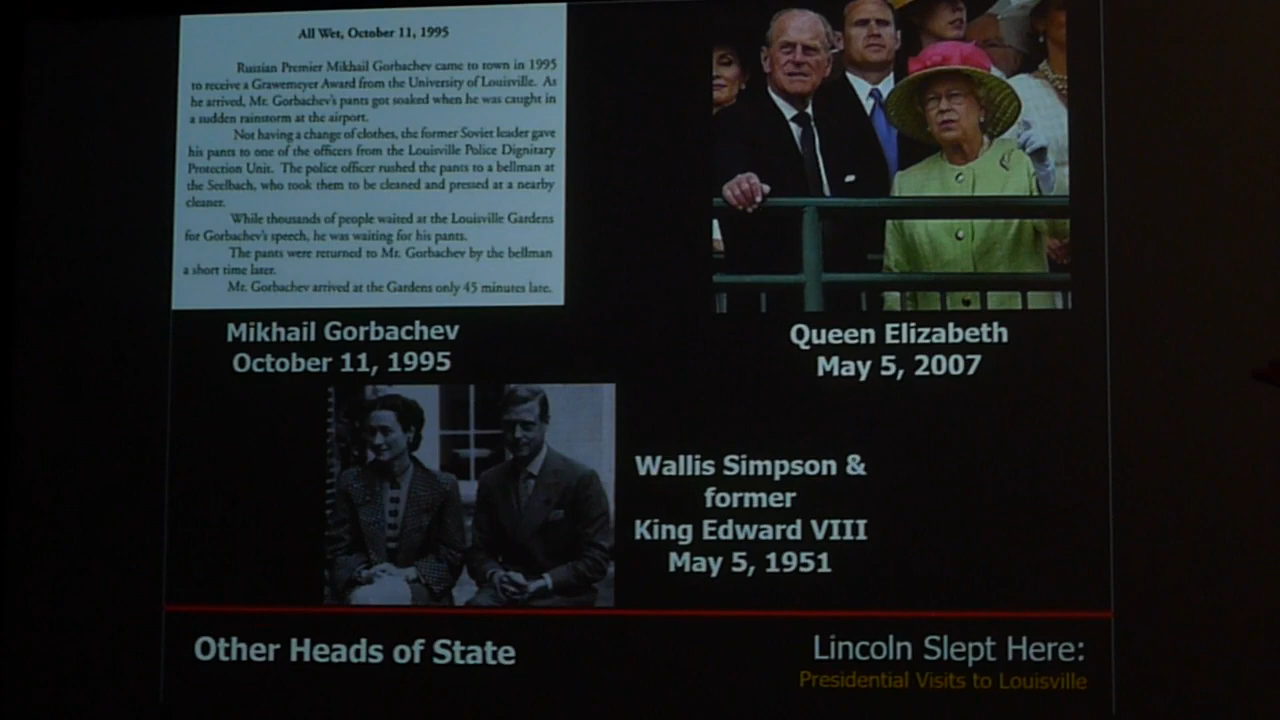 All Wet, October 11, 1995
Russian Premier Mikhail Gorbachev came to town in 1995
to receive a Grawemeyer Award from the University of Louisville. As
he arrived, Mr. Gorbachev's pants got soaked when he was caught in
a sudden rainstorm at the airport.
Not having a change of clothes, the former Soviet leader gave
his pants to one of the officers from the Louisville Police Dignitary
Protection Unit. The police officer rushed the pants to a bellman at
the Seelbach, who took them to be cleaned and pressed at a nearby
cleaner.
While thousands of people waited at the Louisville Gardens
for Gorbachev's speech, he was waiting for his pants.
The pants were returned to Mr. Gorbachev by the bellman
a short time later.
Mr. Gorbachev arrived at the Gardens only 45 minutes late.
Mikhail Gorbachev
October 11, 1995
Queen Elizabeth
May 5, 2007
Wallis Simpson &
former
King Edward VIII
May 5, 1951
Other Heads of State
Lincoln Slept Here:
Presidential Visits to Louisville